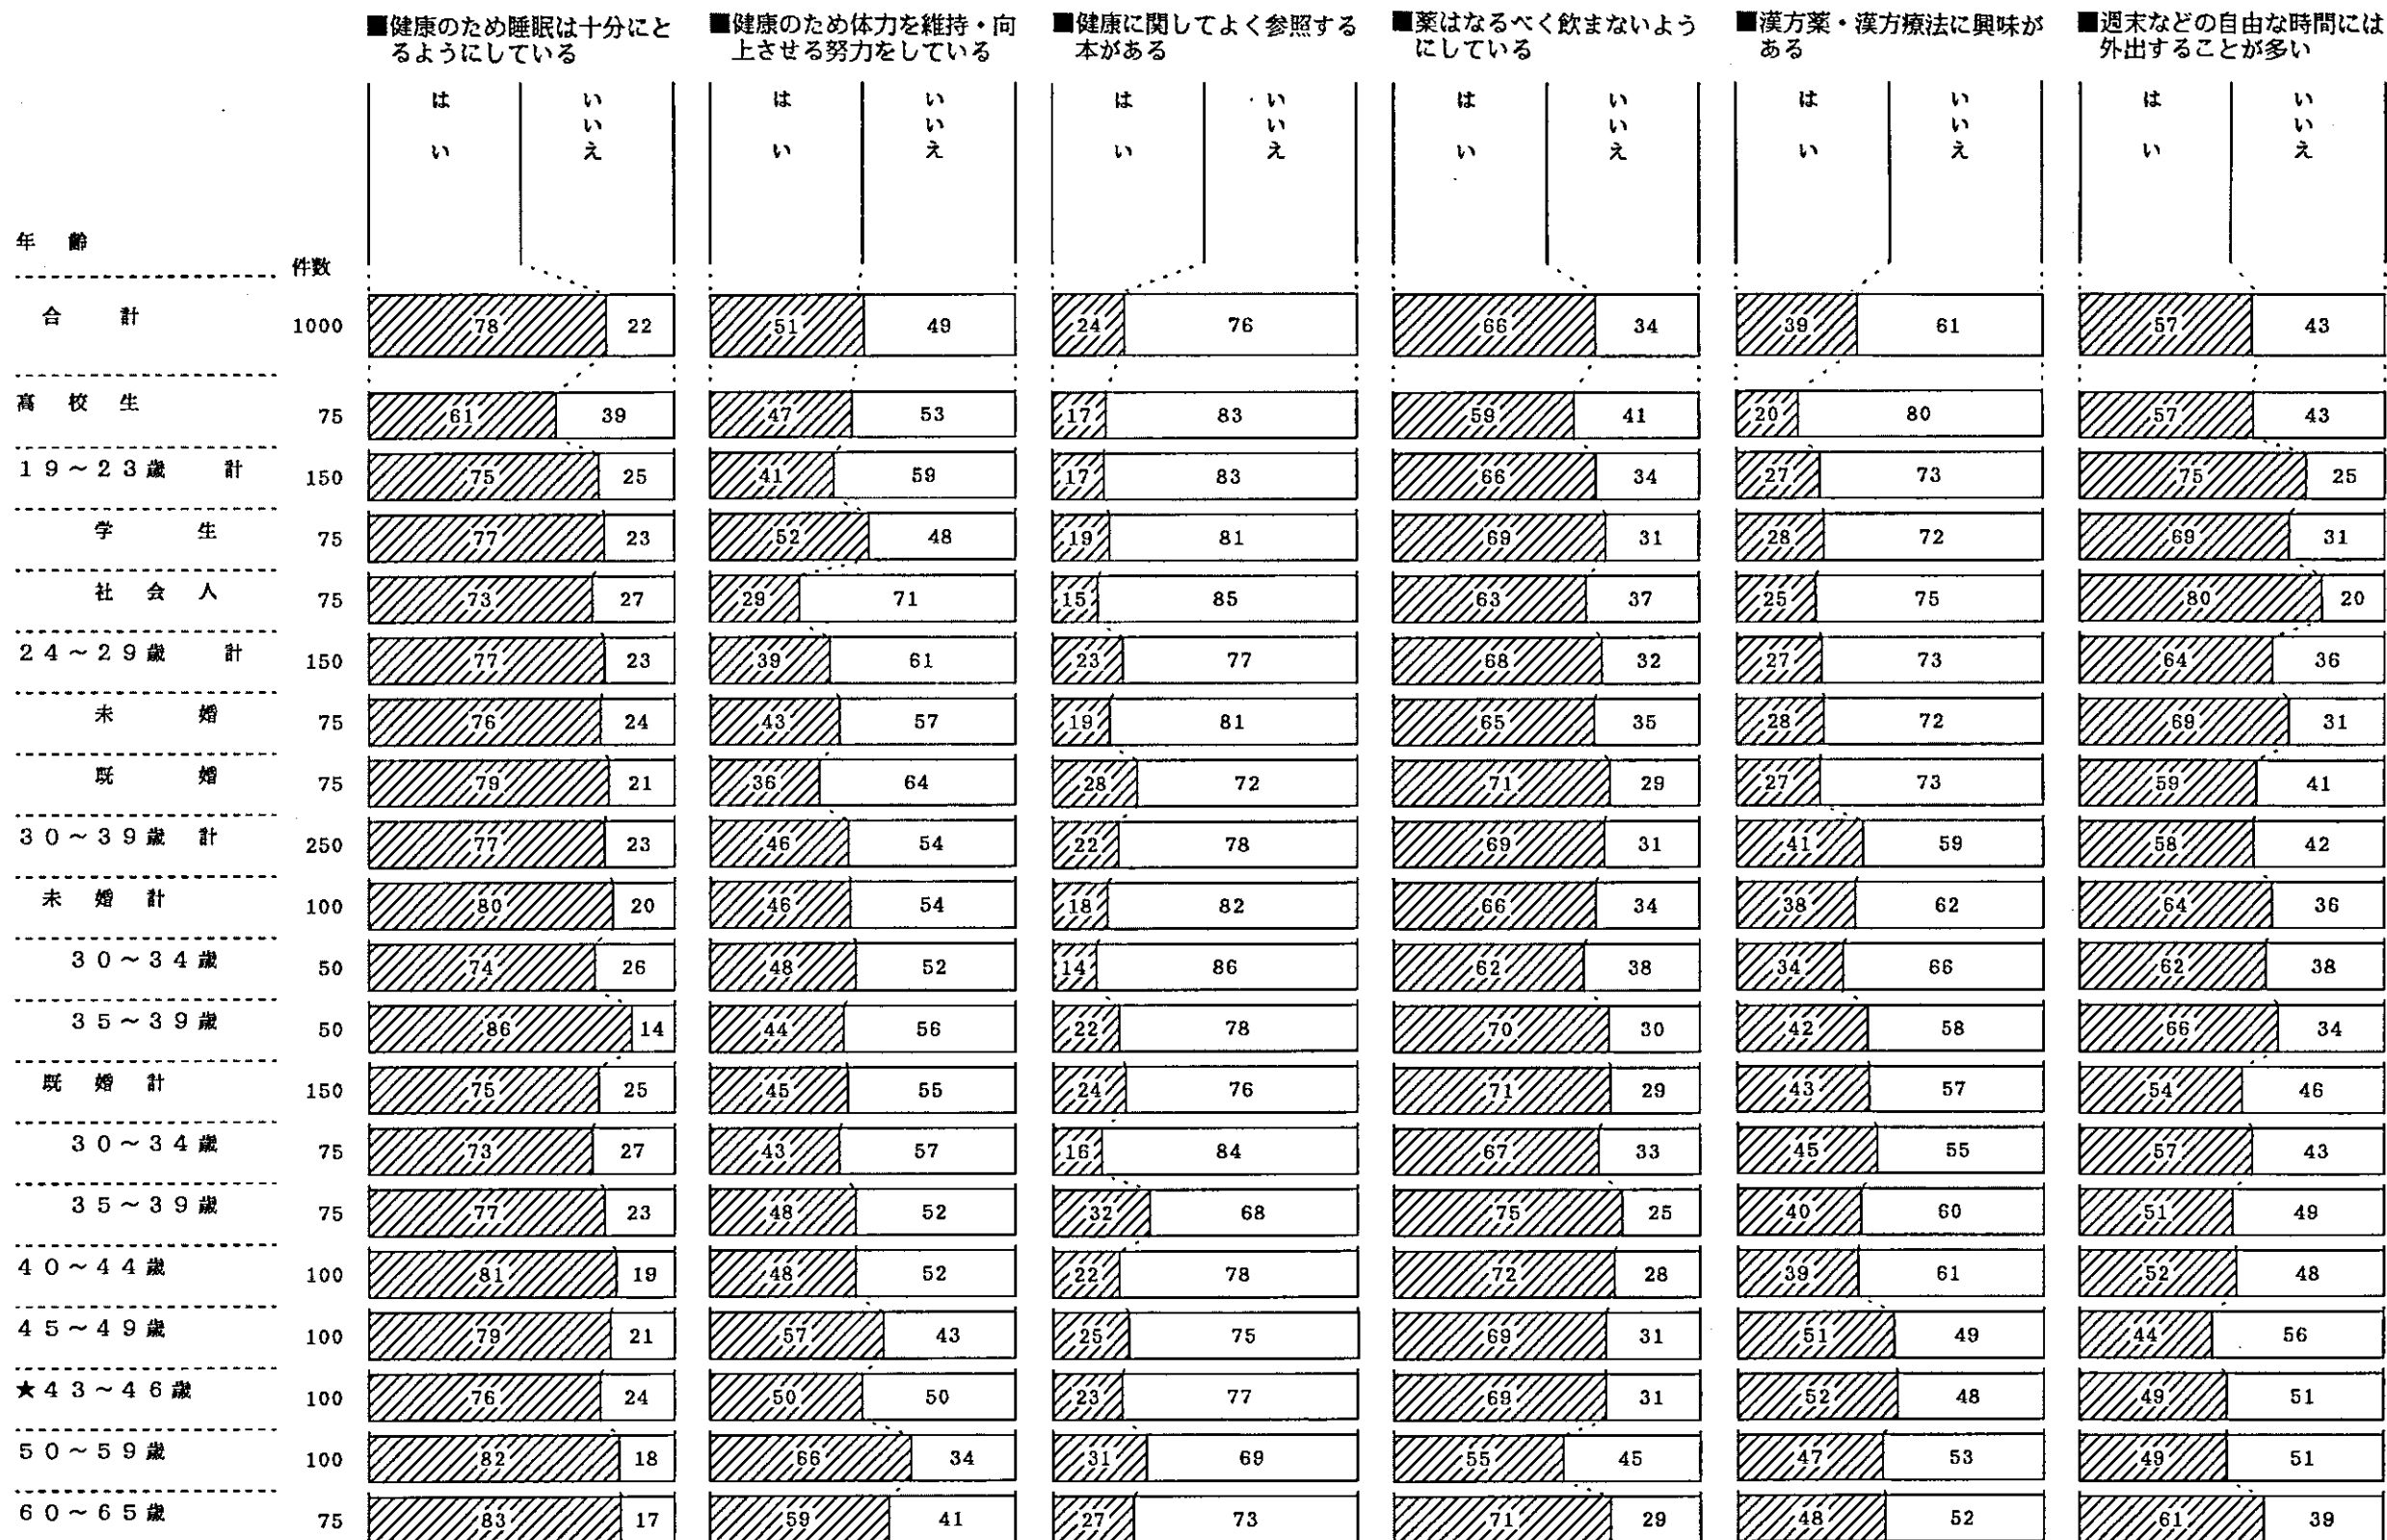 ■健康のため睡眠は十分にと
るようにしている
■健康のため体力を維持・向
上させる努力をしている
■健康に関してよく参照する
本がある
■薬はなるべく飲まないよう
にしている
■漢方薬・漢方療法に興味が
ある
■週末などの自由な時間には
外出することが多い
はい いいえ はい いいえ はい いいえ はい いいえ はい いいえ はい いいえ
年齢
件数
合計 1000 78 22 51 49 24 76 66 34 39 61 57 43
高校生 75 61 39 47 53 17 83 59 41 20 80 57 43
19~23歳 計 150 75 25 41 59 17 83 66 34 27 73 75 25
学生 75 77 23 52 48 19 81 69 31 28 72 69 31
社会人 75 73 27 29 71 15 85 63 37 25 75 80 20
24~29歳 計 150 77 23 39 61 23 77 68 32 27 73 64 36
未婚 75 76 24 43 57 19 81 65 35 28 72 69 31
既婚 75 79 21 36 64 28 72 71 29 27 73 59 41
30~39歳 計 250 77 23 46 54 22 78 69 31 41 59 58 42
未婚計 100 80 20 46 54 18 82 66 34 38 62 64 36
30~34歳 50 74 26 48 52 14 86 62 38 34 66 62 38
35~39歳 50 86 14 44 56 22 78 70 30 42 58 66 34
既婚計 150 75 25 45 55 24 76 71 29 43 57 54 46
30~34歳 75 73 27 43 57 16 84 67 33 45 55 57 43
35~39歳 75 77 23 48 52 32 68 75 25 40 60 51 49
40~44歳 100 81 19 48 52 22 78 72 28 39 61 52 48
45~49歳 100 79 21 57 43 25 75 69 31 51 49 44 56
★43~46歳 100 76 24 50 50 23 77 69 31 52 48 49 51
50~59歳 100 82 18 66 34 31 69 55 45 47 53 49 51
60~65歳 75 83 17 59 41 27 73 71 29 48 52 61 39